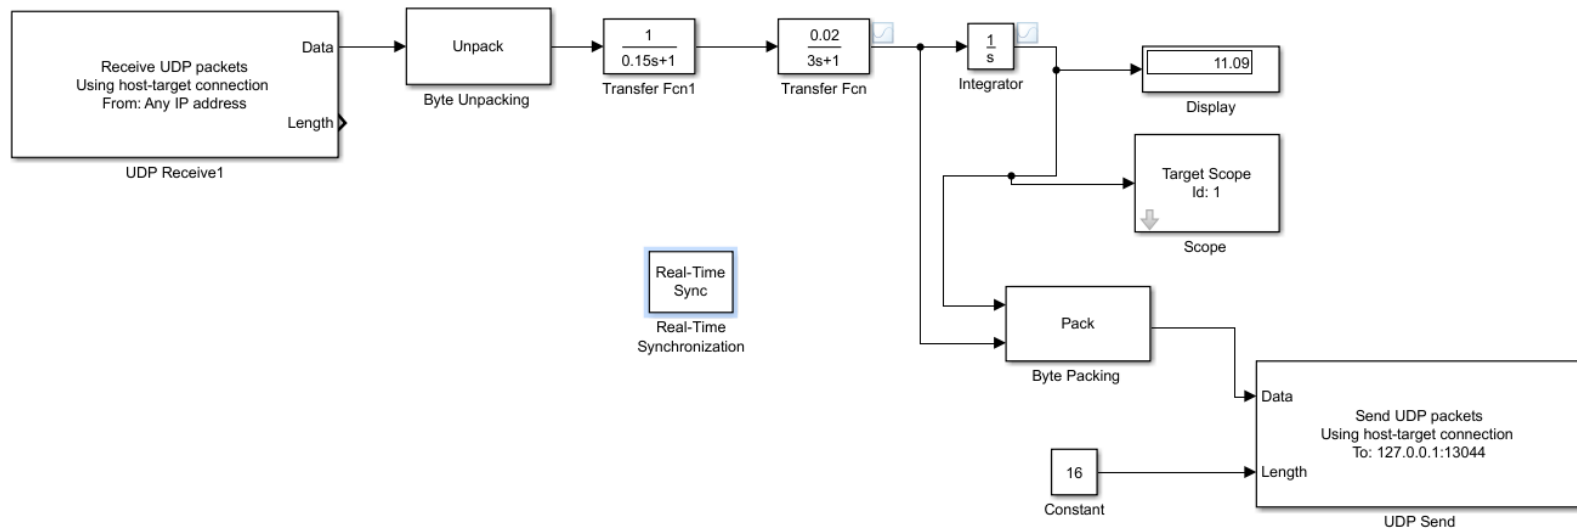 Receive UDP packets
Using host-target connection
From: Any IP address
Data
Length
UDP Receive1
Unpack
Byte Unpacking
1
0.15s+1
Transfer Fcn1
0.02
3s+1
Transfer Fcn
1
s
Integrator
11.09
Display
Target Scope
Id: 1
Scope
Real-Time
Sync
Real-Time
Synchronization
Pack
Byte Packing
16
Constant
Data
Length
Send UDP packets
Using host-target connection
To: 127.0.0.1:13044
UDP Send